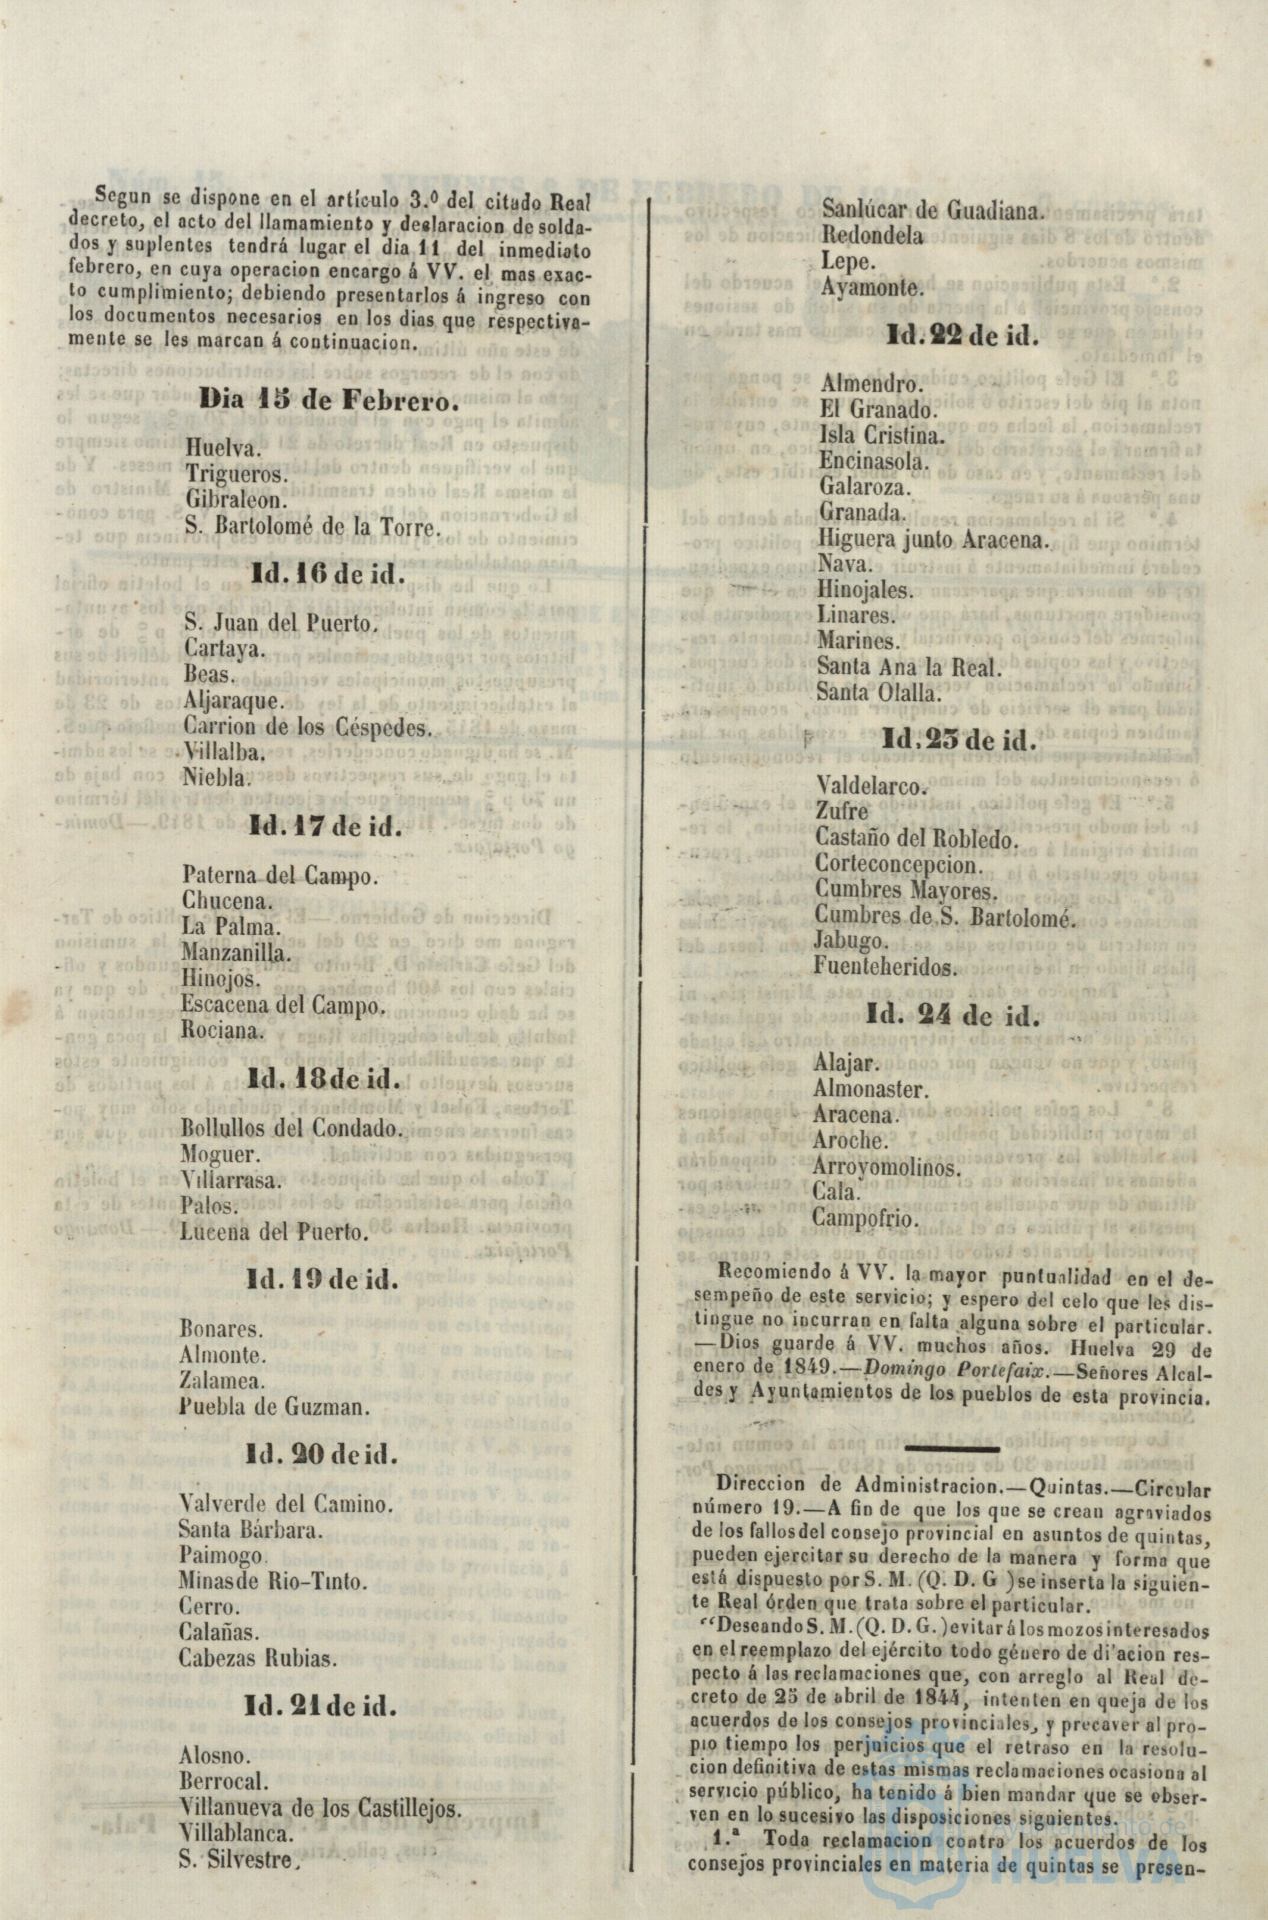 Segun se dispone en el artículo 3.º del citado Real
decreto, el acto del llamamiento y declaracion de solda-
dos y suplentes tendrá lugar el dia 11 del inmediato
febrero, en cuya operacion encargo á VV. el mas exac-
to cumplimiento; debiendo presentarlos á ingreso con
los documentos necesarios en los dias que respectiva-
mente se les marcan á continuacion.
Dia 15 de Febrero.
Huelva.
Trigueros.
Gibraleon.
S. Bartolomé de la Torre.
Id. 16 de id.
S. Juan del Puerto.
Cartaya.
Beas.
Aljaraque.
Carrion de los Céspedes.
Villalba.
Niebla.
Id. 17 de id.
Paterna del Campo.
Chucena.
La Palma.
Manzanilla.
Hinojos.
Escacena del Campo.
Rociana.
Id. 18 de id.
Bollullos del Condado.
Moguer.
Villarrasa.
Palos.
Lucena del Puerto.
Id. 19 de id.
Bonares.
Almonte.
Zalamea.
Puebla de Guzman.
Id. 20 de id.
Valverde del Camino.
Santa Bárbara.
Paimogo.
Minas de Rio-Tinto.
Cerro.
Calañas.
Cabezas Rubias.
Id. 21 de id.
Alosno.
Berrocal.
Villanueva de los Castillejos.
Villablanca.
S. Silvestre.
Sanlúcar de Guadiana.
Redondela
Lepe.
Ayamonte.
Id. 22 de id.
Almendro.
El Granado.
Isla Cristina.
Encinasola.
Galaroza.
Granada.
Higuera junto Aracena.
Nava.
Hinojales.
Linares.
Marines.
Santa Ana la Real.
Santa Olalla.
Id. 23 de id.
Valdelarco.
Zufre
Castaño del Robledo.
Corteconcepcion.
Cumbres Mayores.
Cumbres de S. Bartolomé.
Jabugo.
Fuenteheridos.
Id. 24 de id.
Alajar.
Almonaster.
Aracena.
Aroche.
Arroyomolinos.
Cala.
Campofrio.
Recomiendo á VV. la mayor puntualidad en el de-
sempeño de este servicio; y espero del celo que les dis-
tingue no incurran en falta alguna sobre el particular.
—Dios guarde á VV. muchos años. Huelva 29 de
enero de 1849.—Domingo Portefaix.—Señores Alcal-
des y Ayuntamientos de los pueblos de esta provincia.
Direccion de Administracion.—Quintas.—Circular
número 19.—A fin de que los que se crean agraviados
de los fallos del consejo provincial en asuntos de quintas,
pueden ejercitar su derecho de la manera y forma que
está dispuesto por S. M. (Q. D. G ) se inserta la siguien-
te Real órden que trata sobre el particular.
“Deseando S. M. (Q. D. G. ) evitar á los mozos interesados
en el reemplazo del ejército todo género de di'acion res-
pecto á las reclamaciones que, con arreglo al Real de-
creto de 25 de abril de 1844, intenten en queja de los
acuerdos de los consejos provinciales, y precaver al pro-
pio tiempo los perjuicios que el retraso en la resolu-
cion definitiva de estas mismas reclamaciones ocasiona al
servicio público, ha tenido á bien mandar que se obser-
ven en lo sucesivo las disposiciones siguientes.
1.ª Toda reclamacion contra los acuerdos de los
consejos provinciales en materia de quintas se presen-
Ayuntamiento de
HUELVA